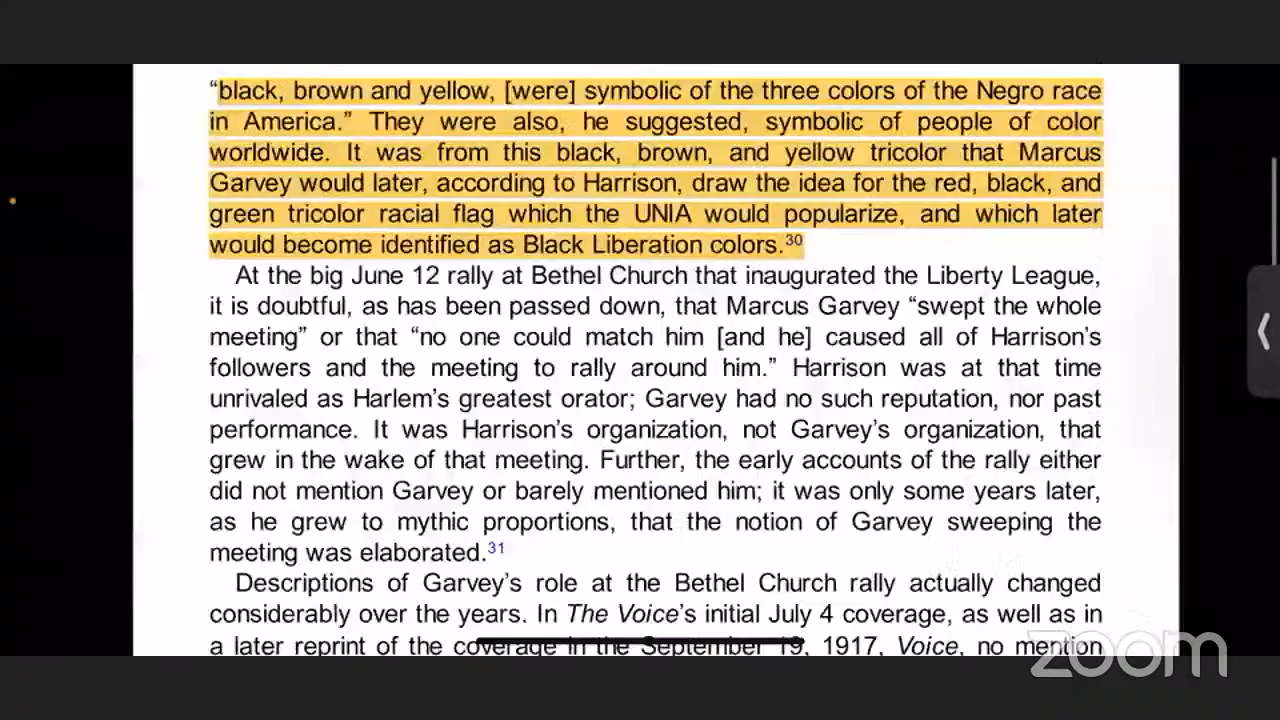 “black, brown and yellow, [were] symbolic of the three colors of the Negro race
in America.” They were also, he suggested, symbolic of people of color
worldwide. It was from this black, brown, and yellow tricolor that Marcus
Garvey would later, according to Harrison, draw the idea for the red, black, and
green tricolor racial flag which the UNIA would popularize, and which later
would become identified as Black Liberation colors.30
At the big June 12 rally at Bethel Church that inaugurated the Liberty League,
it is doubtful, as has been passed down, that Marcus Garvey “swept the whole
meeting” or that “no one could match him [and he] caused all of Harrison’s
followers and the meeting to rally around him.” Harrison was at that time
unrivaled as Harlem’s greatest orator; Garvey had no such reputation, nor past
performance. It was Harrison’s organization, not Garvey’s organization, that
grew in the wake of that meeting. Further, the early accounts of the rally either
did not mention Garvey or barely mentioned him; it was only some years later,
as he grew to mythic proportions, that the notion of Garvey sweeping the
meeting was elaborated.31
Descriptions of Garvey’s role at the Bethel Church rally actually changed
considerably over the years. In The Voice’s initial July 4 coverage, as well as in
a later reprint of the coverage in the September 19, 1917, Voice, no mention
zoom